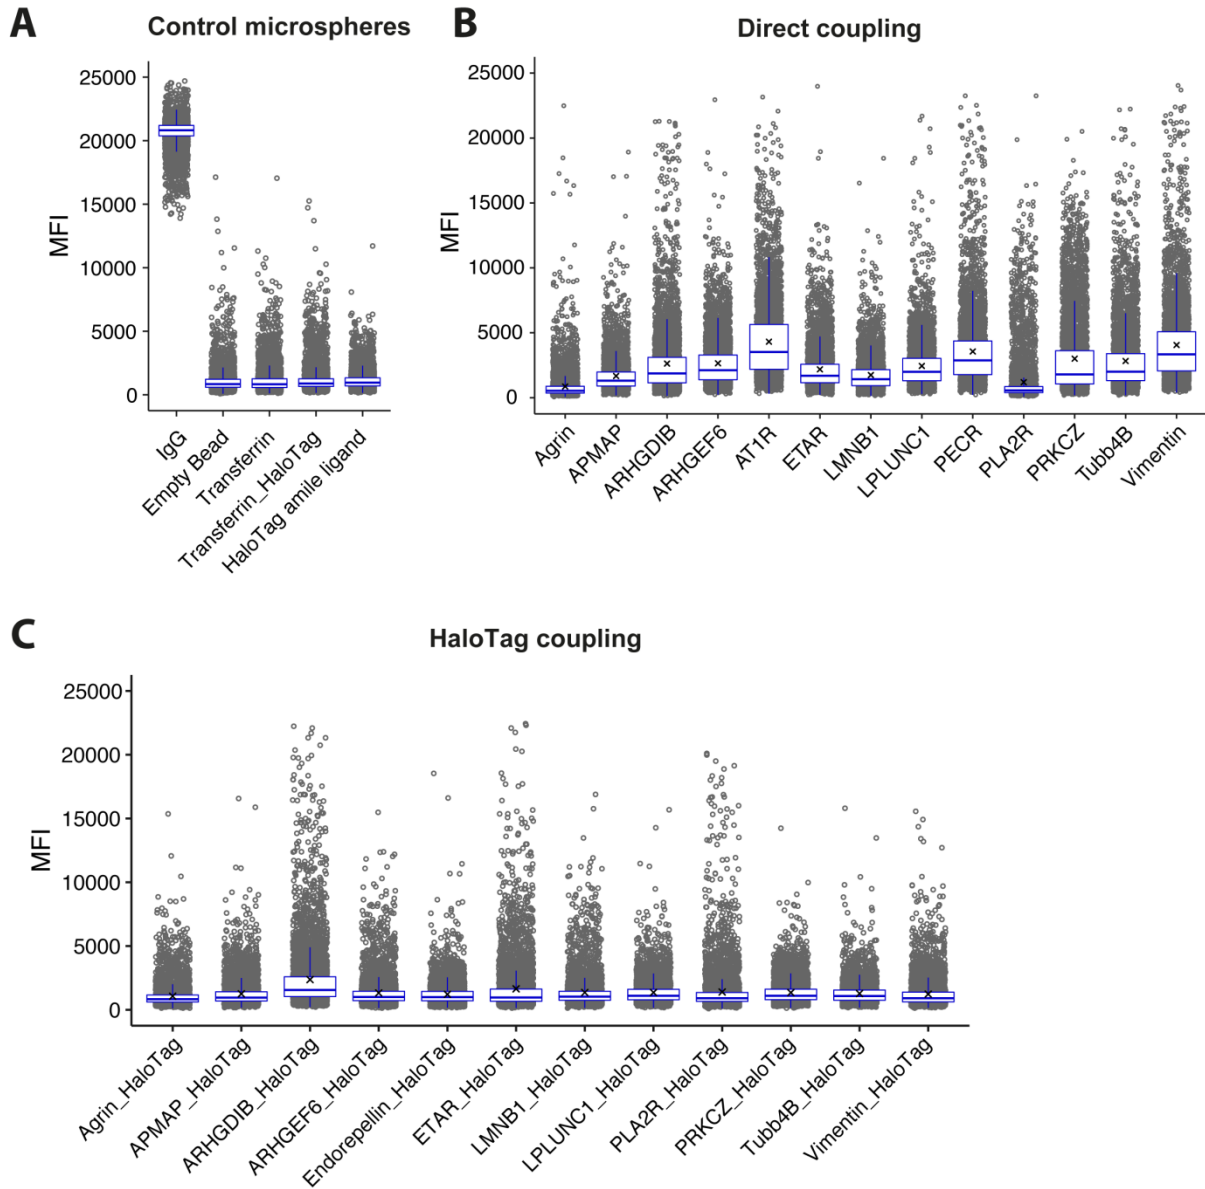 A
Control microspheres
MFI
25000
20000
15000
10000
5000
0
IgG
Empty Bead
Transferrin
Transferrin_HaloTag
HaloTag amile ligand
B
Direct coupling
MFI
25000
20000
15000
10000
5000
0
Agrin
APMAP
ARHGDIB
ARHGEF6
AT1R
ETAR
LMNB1
LPLUNC1
PECR
PLA2R
PRKCZ
Tubb4B
Vimentin
C
HaloTag coupling
MFI
25000
20000
15000
10000
5000
0
Agrin_HaloTag
APMAP_HaloTag
ARHGDIB_HaloTag
ARHGEF6_HaloTag
Endorepellin_HaloTag
ETAR_HaloTag
LMNB1_HaloTag
LPLUNC1_HaloTag
PLA2R_HaloTag
PRKCZ_HaloTag
Tubb4B_HaloTag
Vimentin_HaloTag